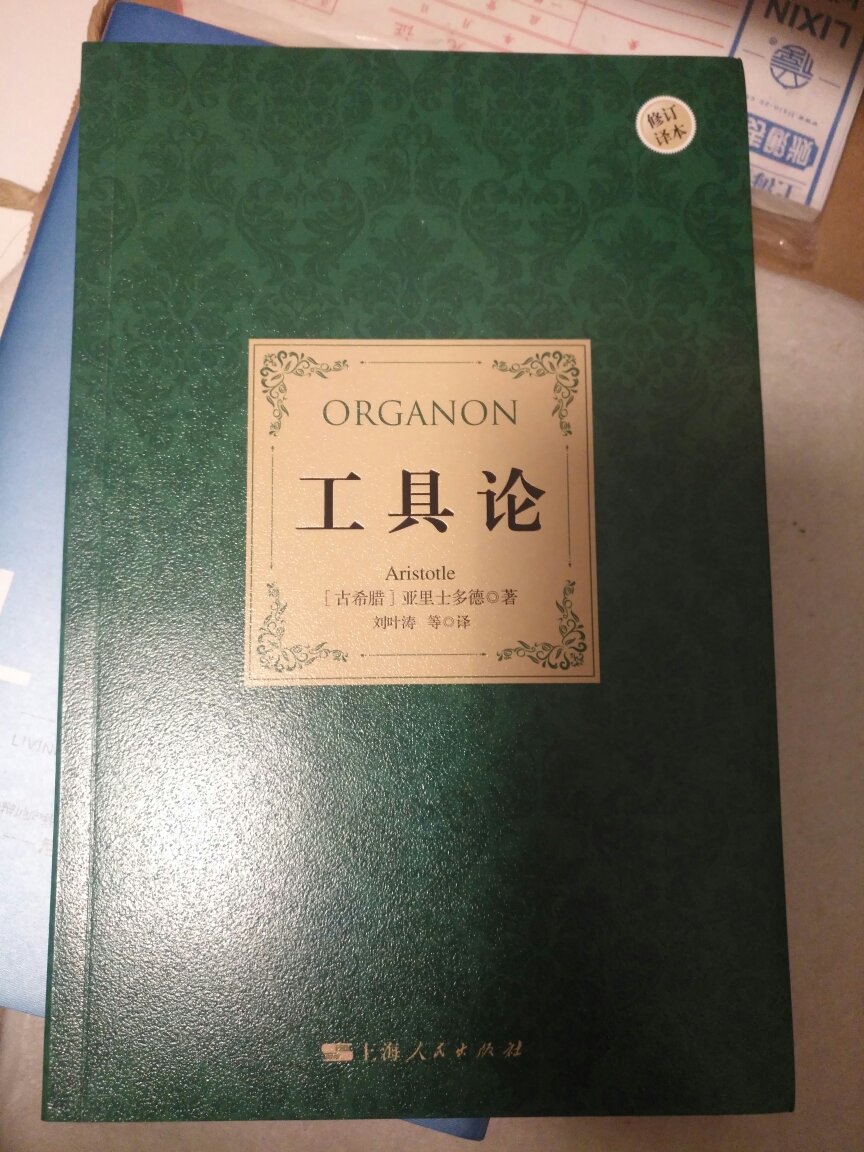 修订
译本
ORGANON
工具论
Aristotle
［古希腊］亚里士多德◎著
刘叶涛 等◎译
上海人民出版社
LIXIN